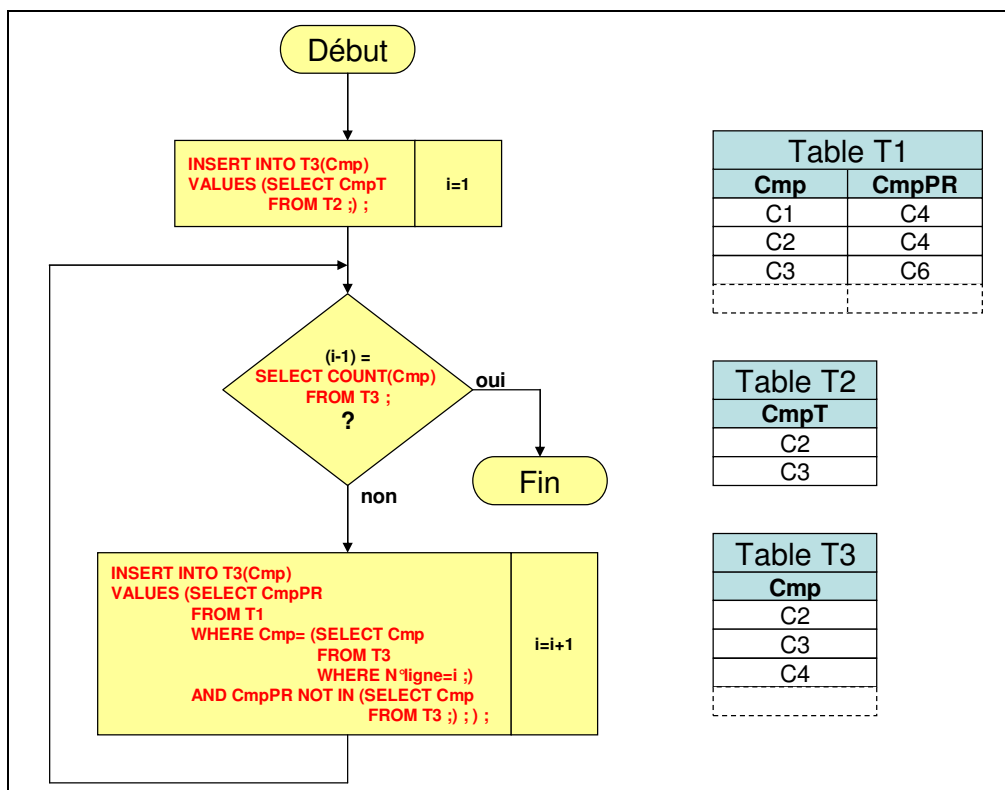 Début
INSERT INTO T3(Cmp)
VALUES (SELECT CmpT
FROM T2 ;) ;
i=1
(i-1) =
SELECT COUNT(Cmp)
FROM T3 ;
?
oui
Fin
non
INSERT INTO T3(Cmp)
VALUES (SELECT CmpPR
FROM T1
WHERE Cmp= (SELECT Cmp
FROM T3
WHERE N°ligne=i ;)
AND CmpPR NOT IN (SELECT Cmp
FROM T3 ;) ; ) ;
i=i+1
Table T1
Cmp CmpPR
C1 C4
C2 C4
C3 C6
Table T2
CmpT
C2
C3
Table T3
Cmp
C2
C3
C4